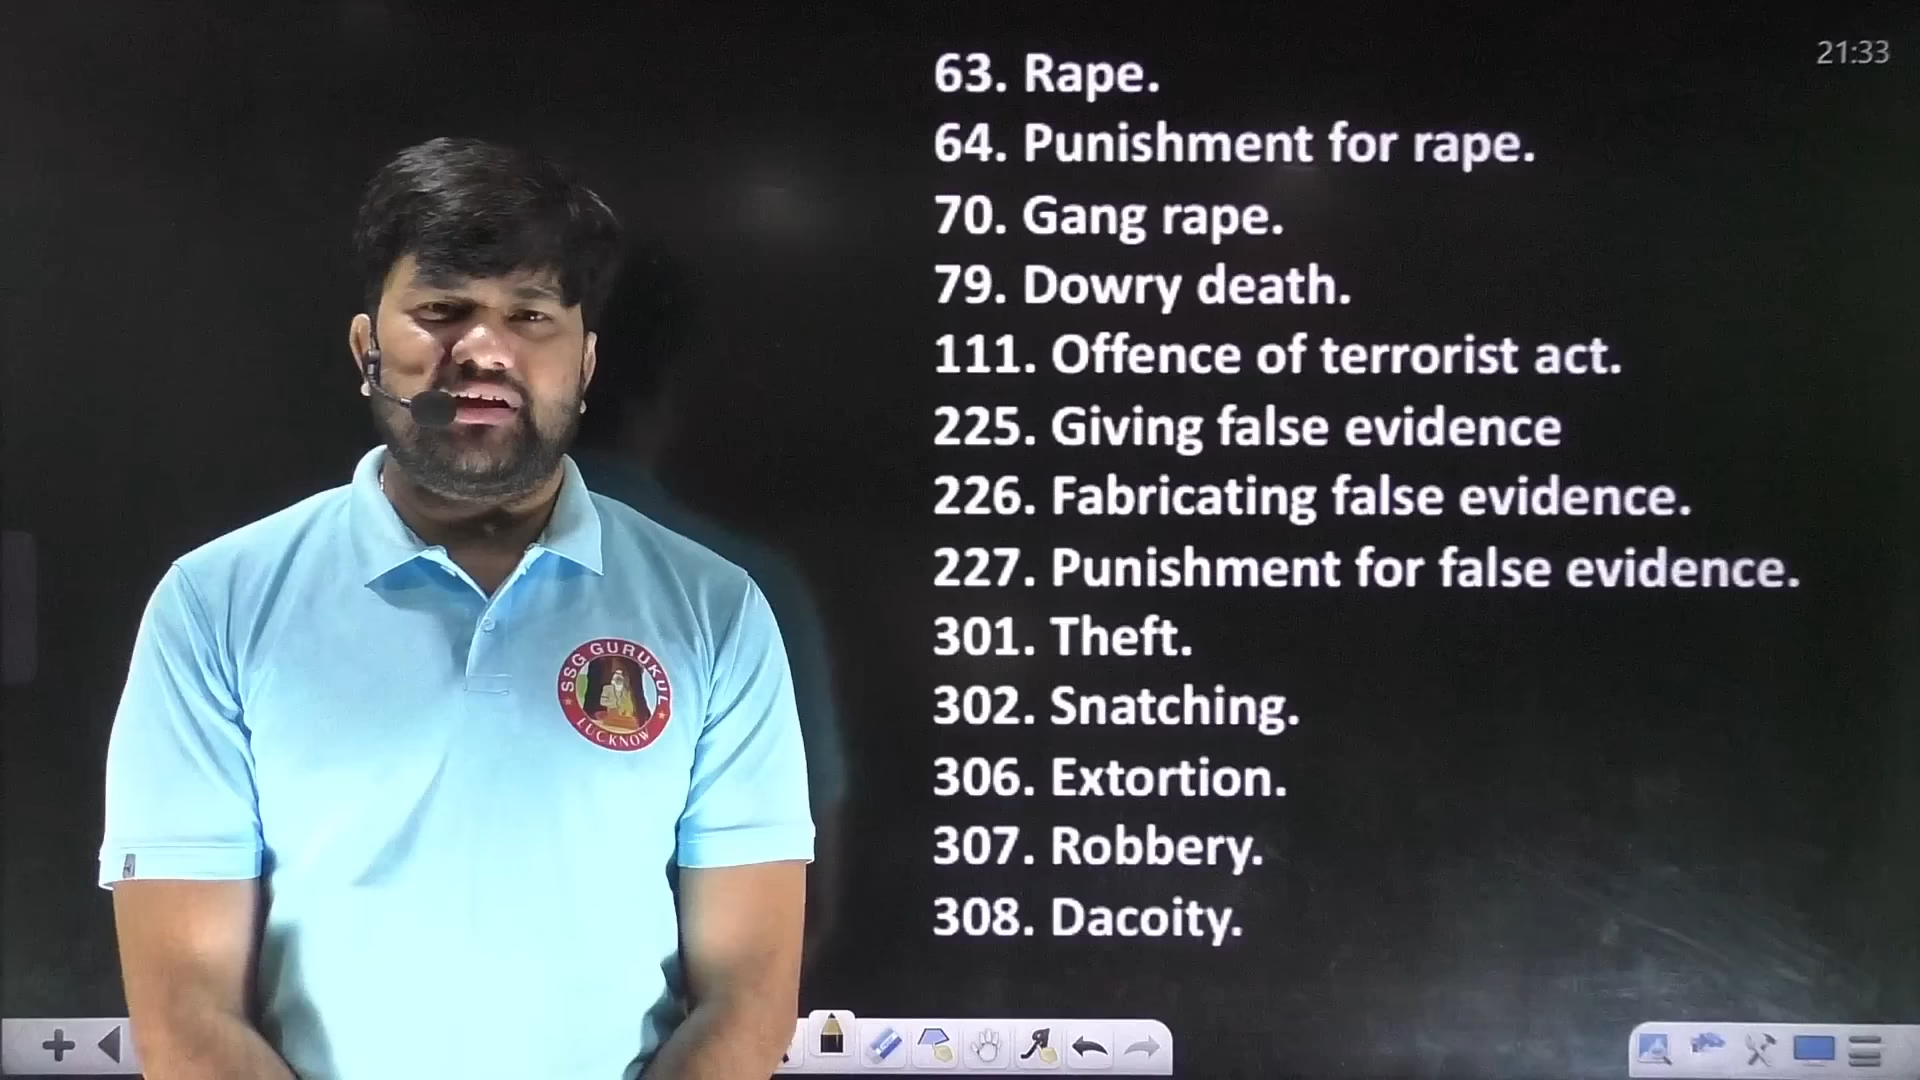 21:33
63. Rape.
64. Punishment for rape.
70. Gang rape.
79. Dowry death.
111. Offence of terrorist act.
225. Giving false evidence
226. Fabricating false evidence.
227. Punishment for false evidence.
301. Theft.
302. Snatching.
306. Extortion.
307. Robbery.
308. Dacoity.
SSG GURUKUL
LUCKNOW